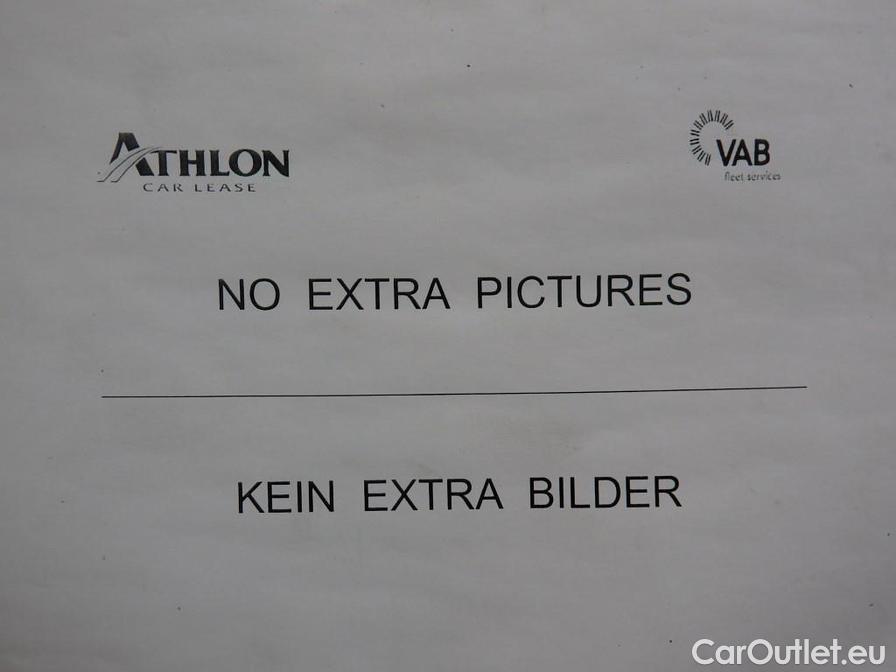 ATHLON
CAR LEASE
VAB
fleet services
NO EXTRA PICTURES
KEIN EXTRA BILDER
CarOutlet.eu